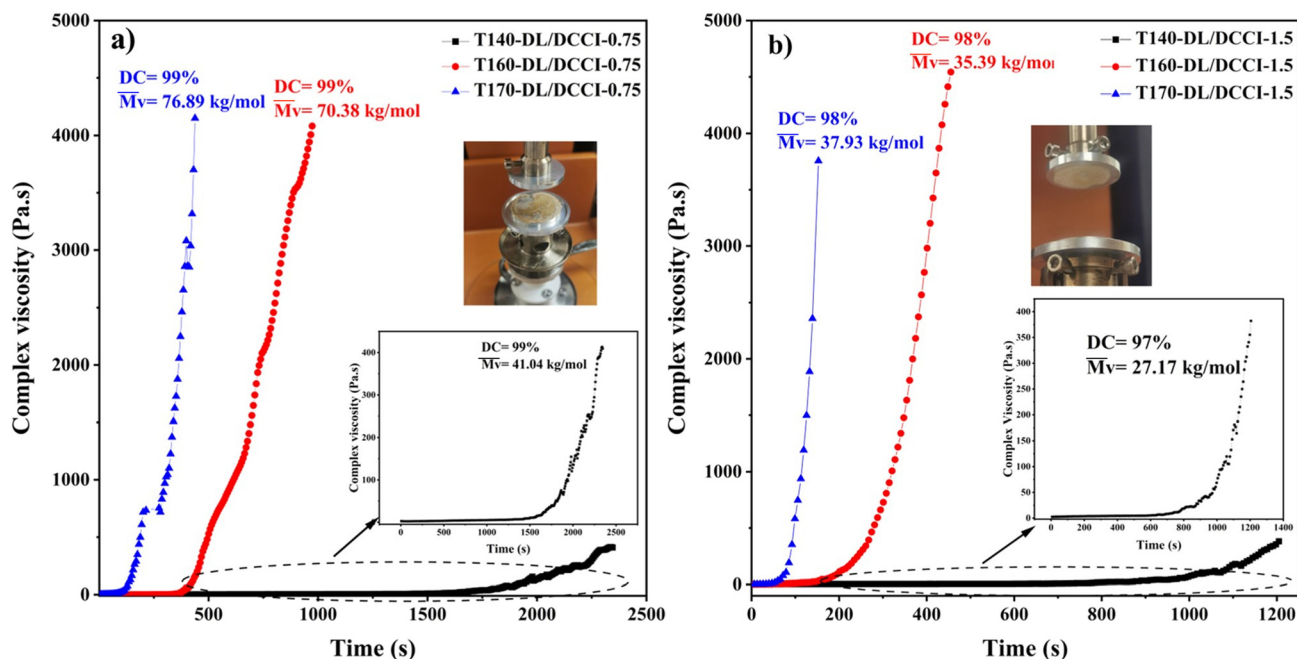 a)
T140-DL/DCCI-0.75
T160-DL/DCCI-0.75
T170-DL/DCCI-0.75
DC= 99%
M̅v= 76.89 kg/mol
DC= 99%
M̅v= 70.38 kg/mol
Complex viscosity (Pa.s)
5000
4000
3000
2000
1000
0
500
1000
1500
2000
2500
Time (s)
DC= 99%
M̅v= 41.04 kg/mol
Complex viscosity (Pa.s)
400
300
200
100
0
500
1000
1500
2000
2500
Time (s)
b)
T140-DL/DCCI-1.5
T160-DL/DCCI-1.5
T170-DL/DCCI-1.5
DC= 98%
M̅v= 35.39 kg/mol
DC= 98%
M̅v= 37.93 kg/mol
Complex viscosity (Pa.s)
5000
4000
3000
2000
1000
0
0
200
400
600
800
1000
1200
Time (s)
DC= 97%
M̅v= 27.17 kg/mol
Complex Viscosity (Pa.s)
400
350
300
250
200
150
100
50
0
0
200
400
600
800
1000
1200
1400
Time (s)